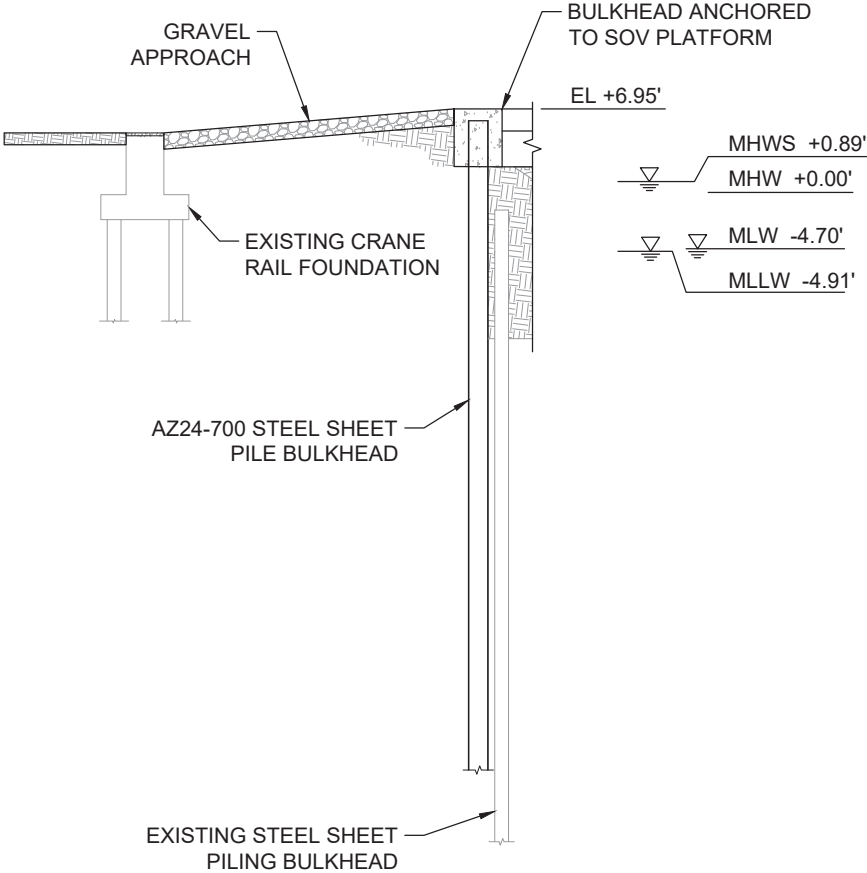 BULKHEAD ANCHORED
TO SOV PLATFORM
GRAVEL
APPROACH
EL +6.95'
MHWS +0.89'
MHW +0.00'
MLW -4.70'
MLLW -4.91'
EXISTING CRANE
RAIL FOUNDATION
AZ24-700 STEEL SHEET
PILE BULKHEAD
EXISTING STEEL SHEET
PILING BULKHEAD